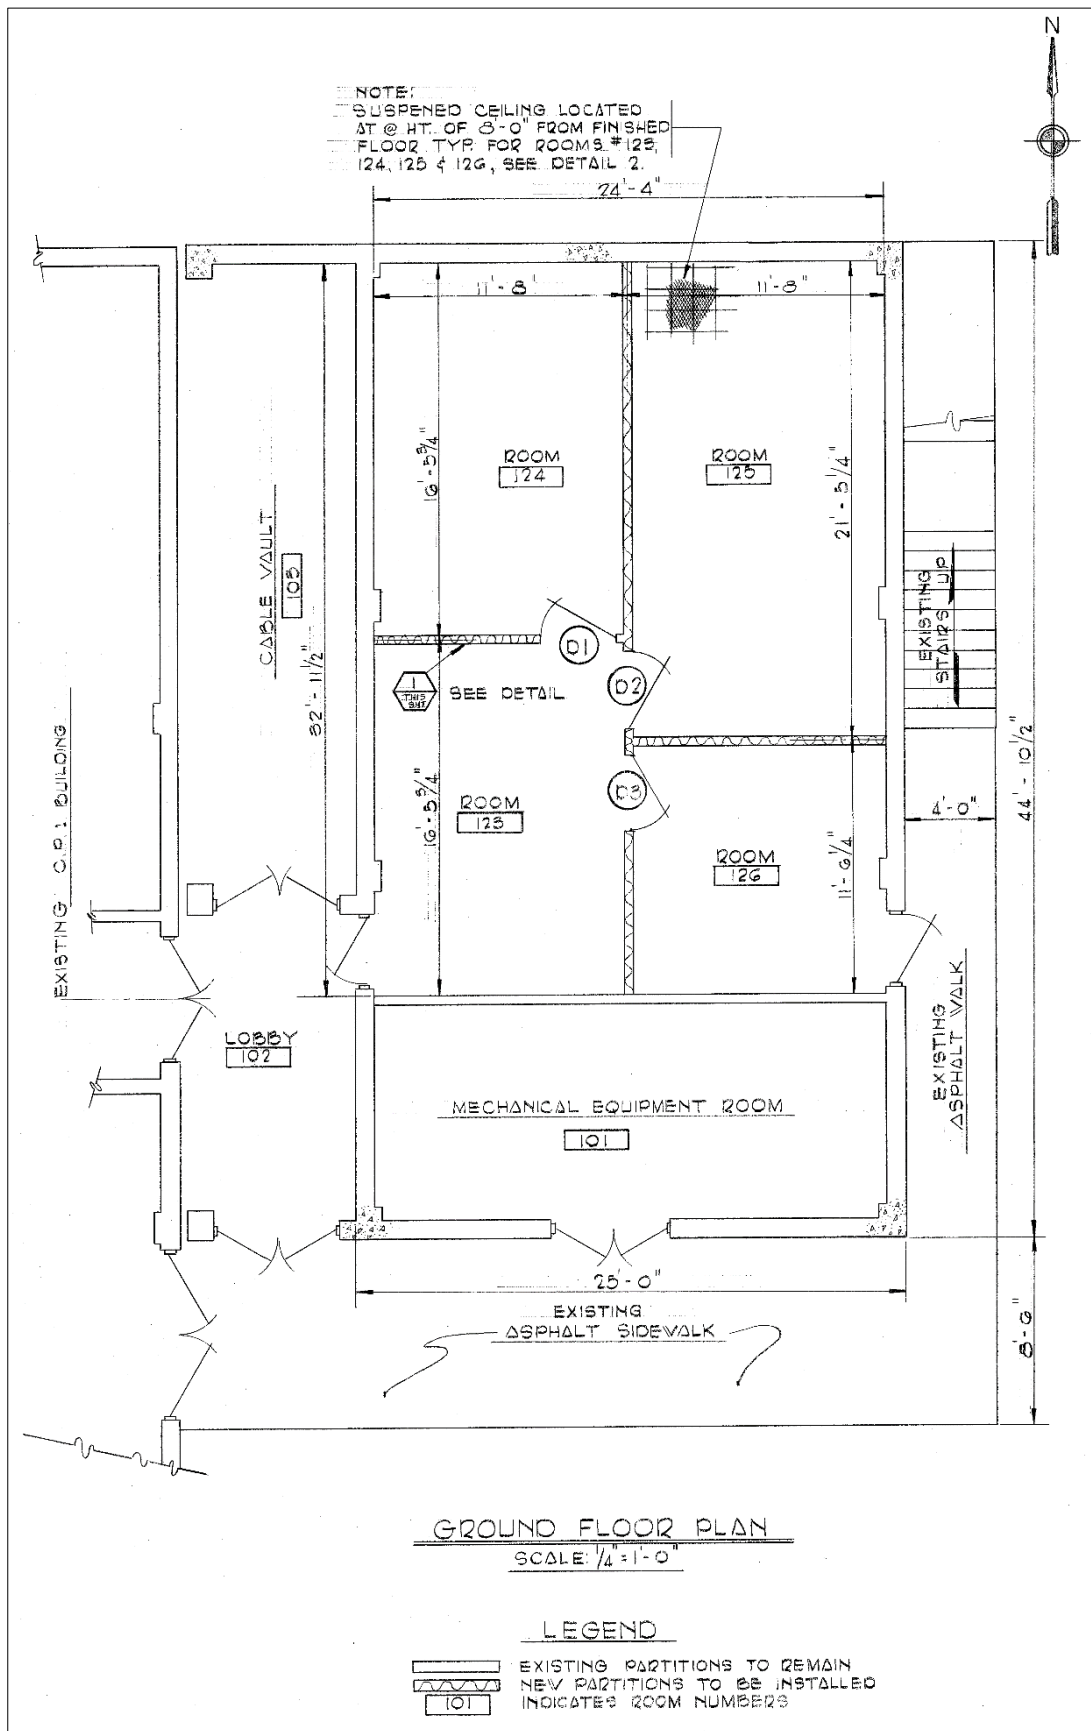 N
NOTE:
SUSPENED CEILING LOCATED
AT @ HT. OF 8'-0" FROM FINISHED
FLOOR TYP. FOR ROOMS #123,
124, 125 & 126, SEE DETAIL 2.
24'-4"
11'-8"
11'-8"
16'-5 3/4"
ROOM
124
ROOM
125
21'-5 1/4"
CABLE VAULT
103
32'-11 1/2"
EXISTING
STAIRS UP
D1
D2
1
SEE DETAIL
D3
16'-5 3/4"
ROOM
123
ROOM
126
11'-6 1/4"
4'-0"
44'-10 1/2"
EXISTING C.P.1 BUILDING
LOBBY
102
EXISTING
ASPHALT WALK
MECHANICAL EQUIPMENT ROOM
101
25'-0"
8'-6"
EXISTING
ASPHALT SIDEWALK
GROUND FLOOR PLAN
SCALE: 1/4"=1'-0"
LEGEND
EXISTING PARTITIONS TO REMAIN
NEW PARTITIONS TO BE INSTALLED
101 INDICATES ROOM NUMBERS